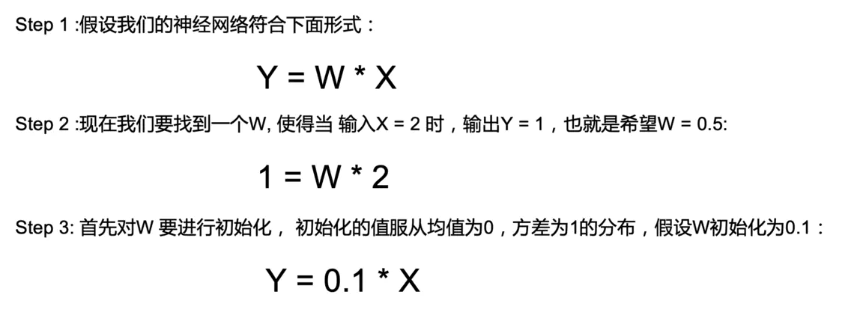 Step 1 :假设我们的神经网络符合下面形式：
Y = W * X
Step 2 :现在我们要找到一个W, 使得当 输入X = 2 时，输出Y = 1，也就是希望W = 0.5:
1 = W * 2
Step 3: 首先对W 要进行初始化， 初始化的值服从均值为0，方差为1的分布，假设W初始化为0.1：
Y = 0.1 * X